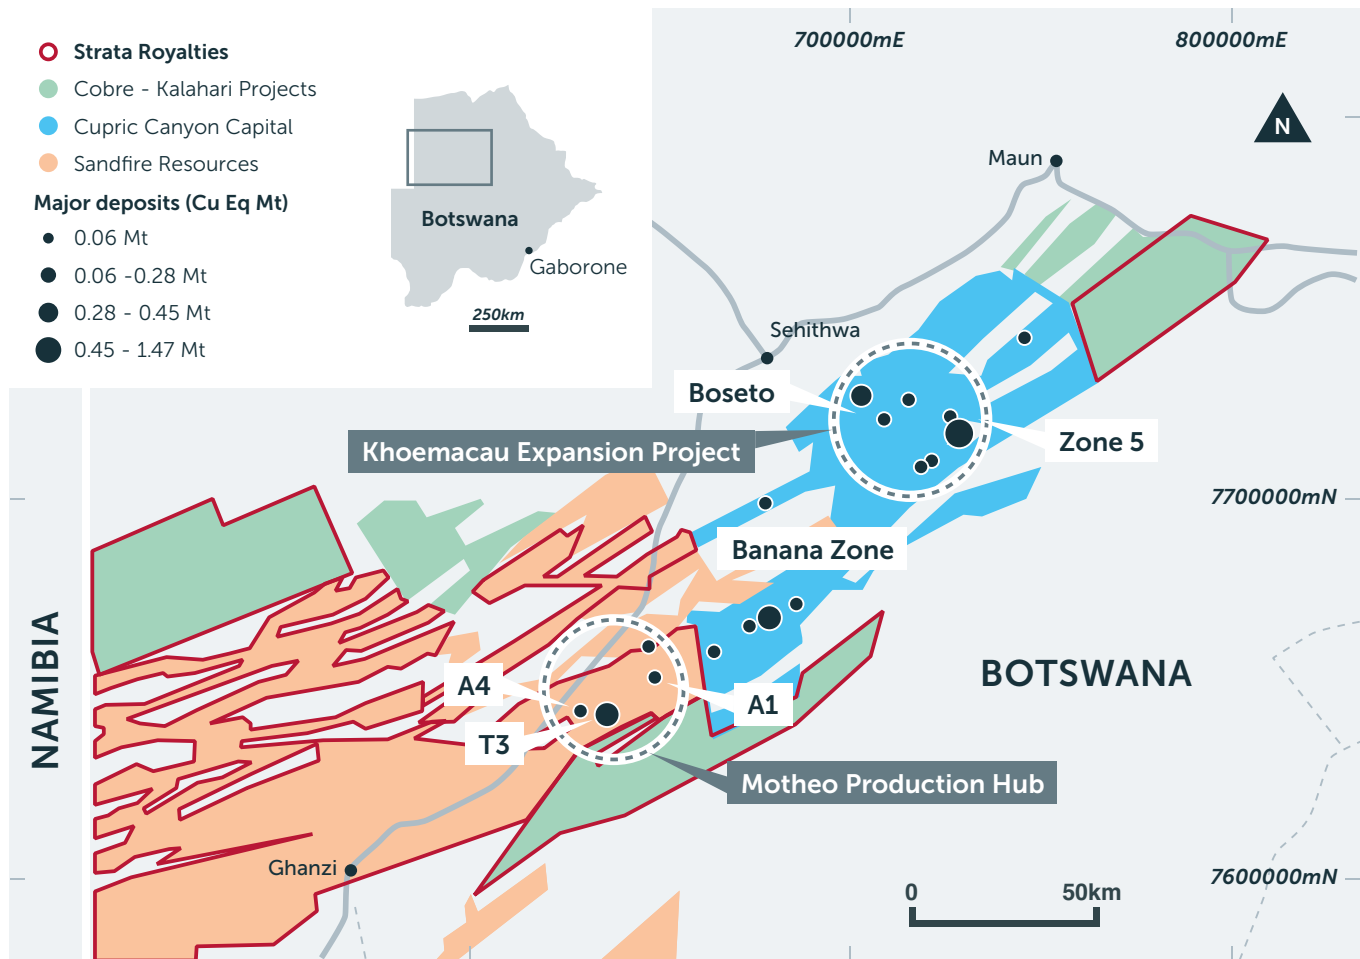 Strata Royalties
Cobre - Kalahari Projects
Cupric Canyon Capital
Sandfire Resources
Major deposits (Cu Eq Mt)
0.06 Mt
0.06 -0.28 Mt
0.28 - 0.45 Mt
0.45 - 1.47 Mt
Botswana
Gaborone
250km
700000mE
800000mE
N
Maun
Sehithwa
Boseto
Khoemacau Expansion Project
Zone 5
7700000mN
Banana Zone
NAMIBIA
BOTSWANA
A4
A1
T3
Motheo Production Hub
Ghanzi
7600000mN
0
50km